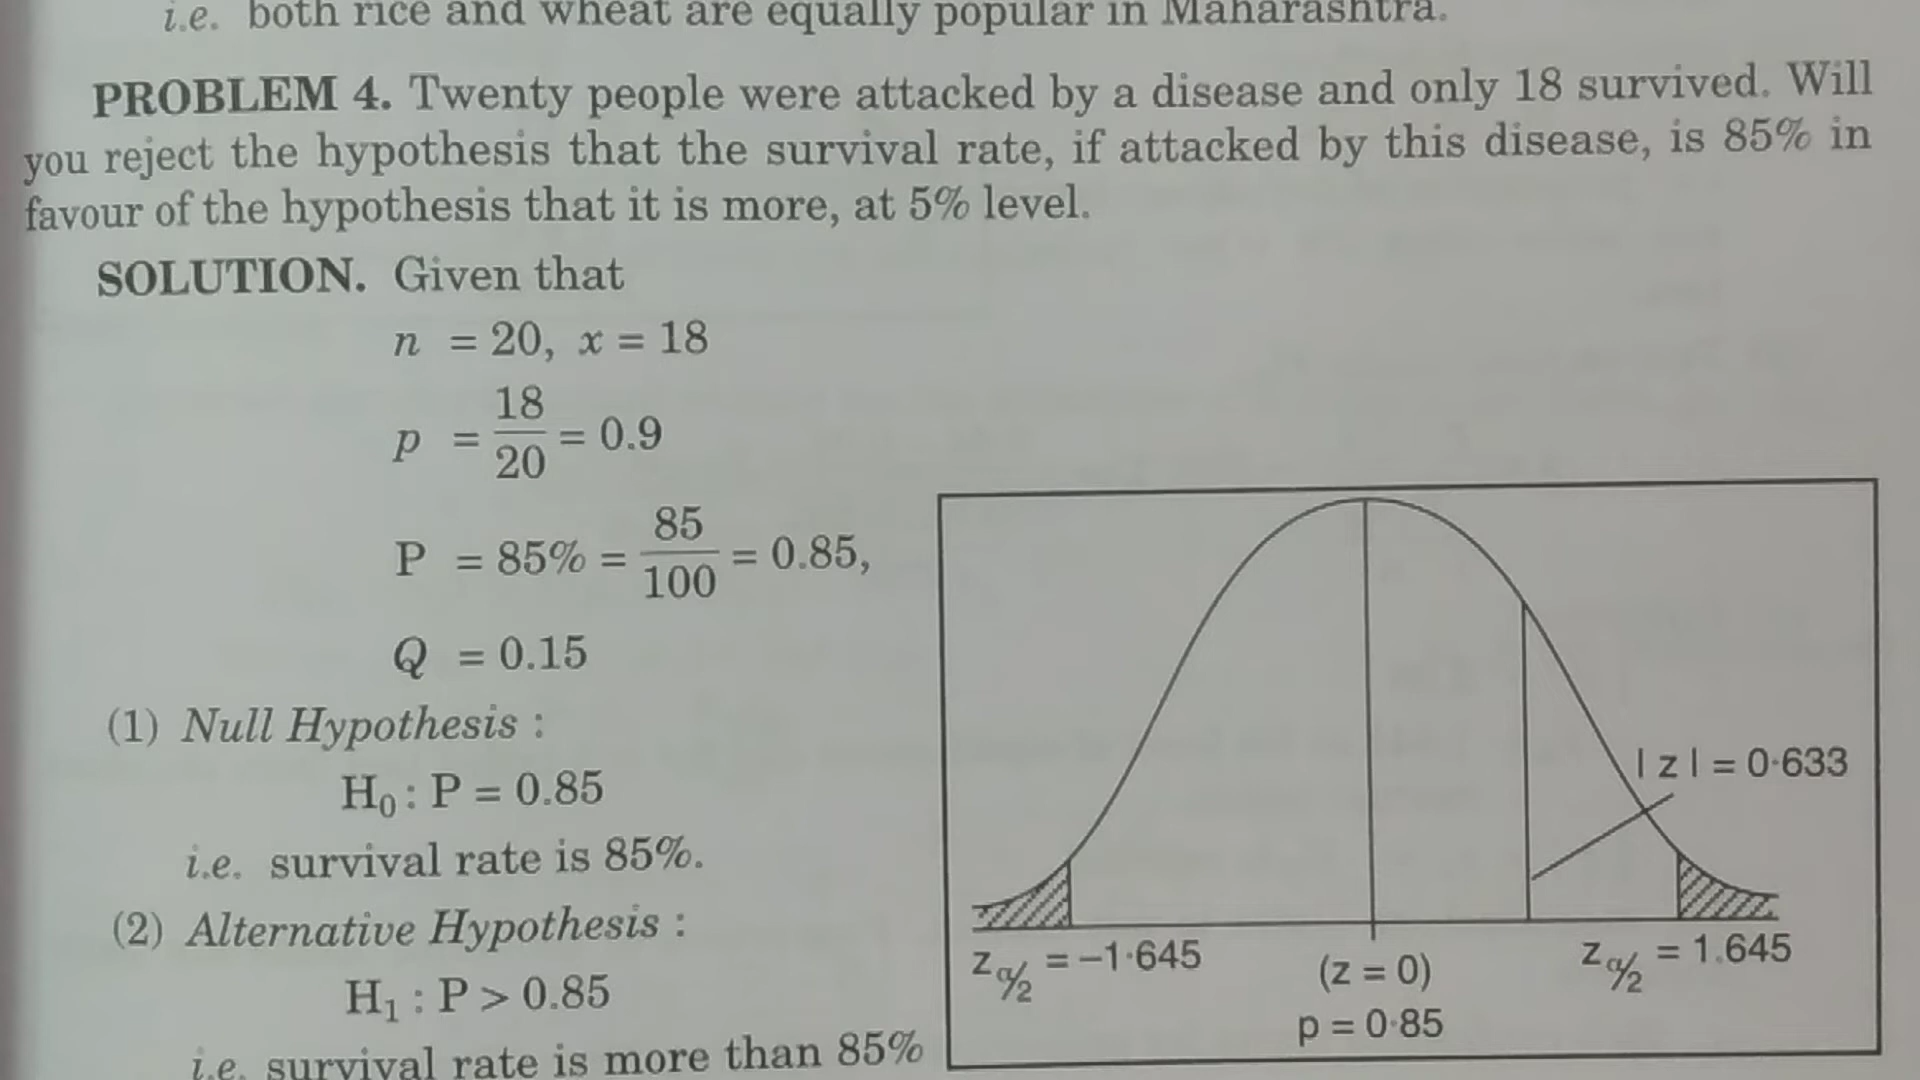 i.e. both rice and wheat are equally popular in Maharashtra.
PROBLEM 4. Twenty people were attacked by a disease and only 18 survived. Will
you reject the hypothesis that the survival rate, if attacked by this disease, is 85% in
favour of the hypothesis that it is more, at 5% level.
SOLUTION. Given that
n = 20, x = 18
p = 18/20 = 0.9
P = 85% = 85/100 = 0.85,
Q = 0.15
(1) Null Hypothesis :
H₀ : P = 0.85
i.e. survival rate is 85%.
(2) Alternative Hypothesis :
H₁ : P > 0.85
i.e. survival rate is more than 85%
| z | = 0·633
z α/2 = –1·645
(z = 0)
p = 0·85
z α/2 = 1.645